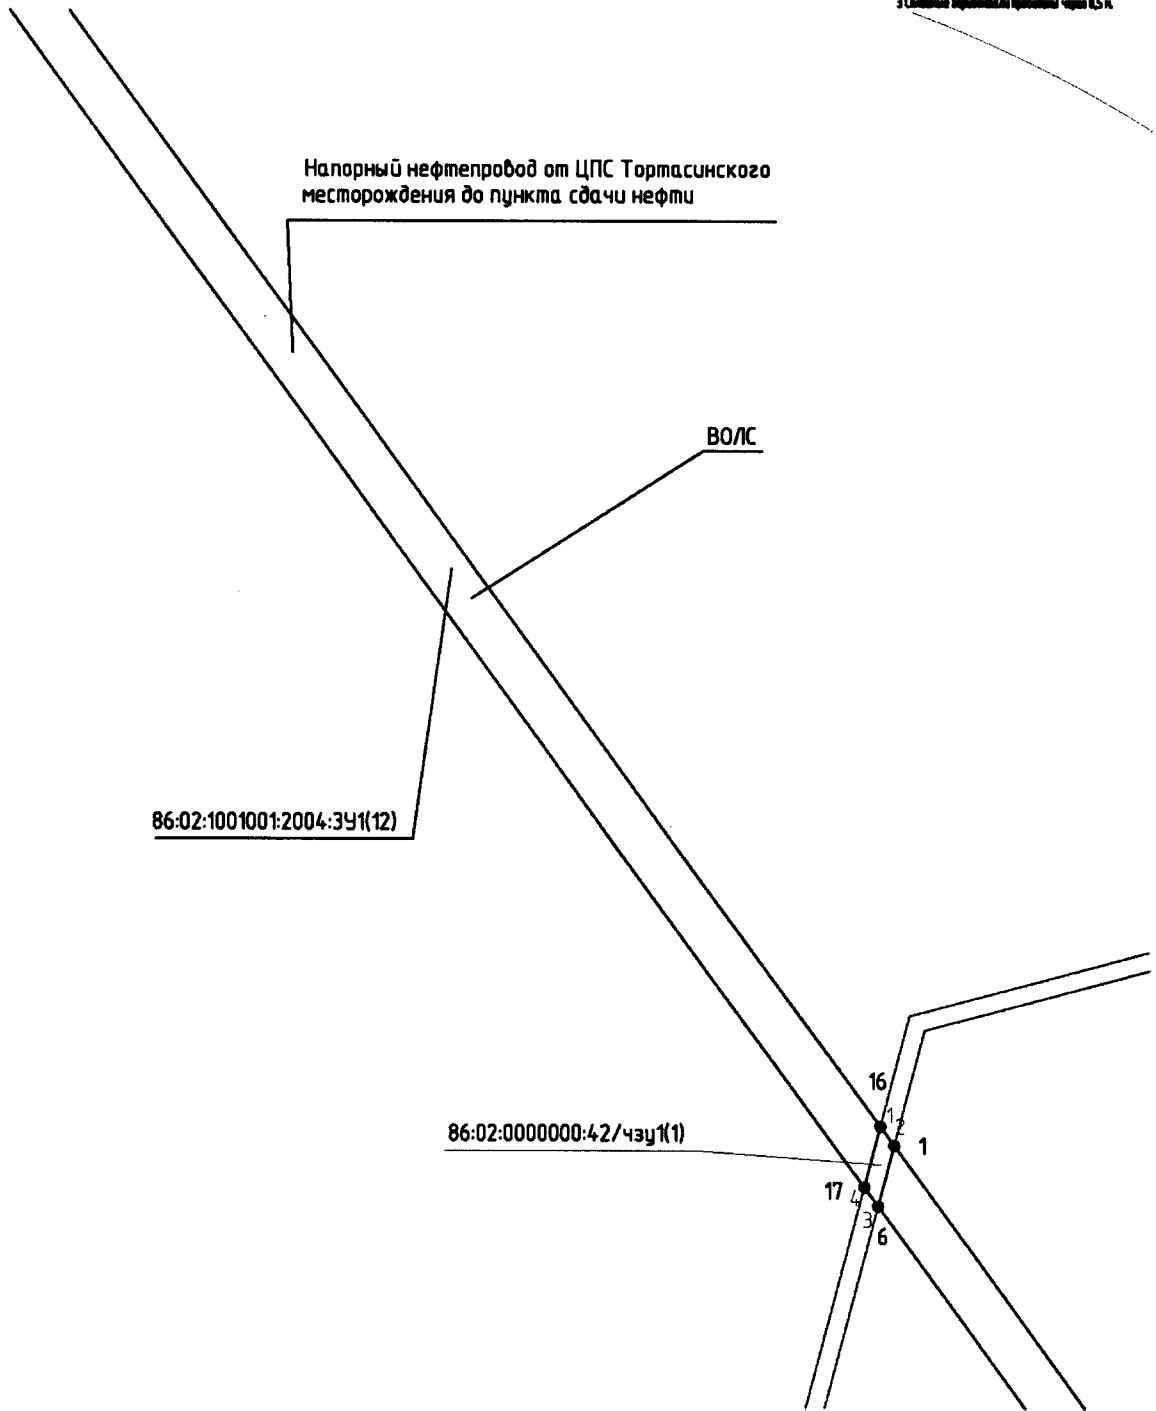 Напорный нефтепровод от ЦПС Тортасинского
месторождения до пункта сдачи нефти
ВОЛС
86:02:1001001:2004:ЗУ1(12)
16
1
2
86:02:0000000:42/чзу1(1)
1
17
4
3
6